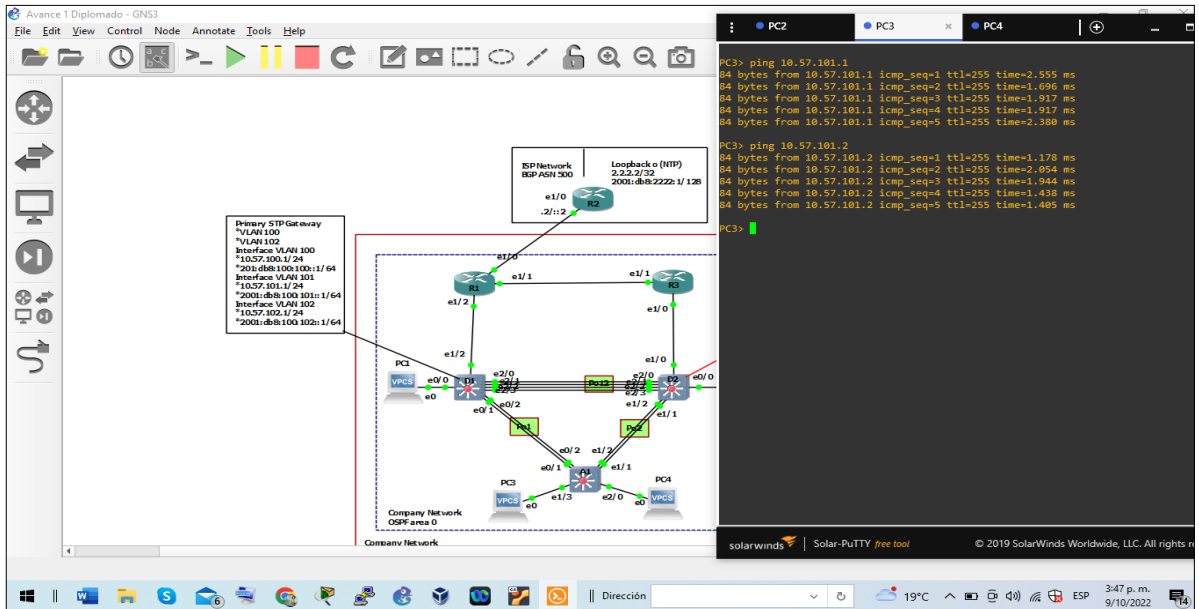 Avance 1 Diplomado - GNS3
File Edit View Control Node Annotate Tools Help
ISP Network
BGP ASN 500
Loopback o (NTP)
2.2.2.2/32
2001:db8:2222:1/128
e1/0
.2/::2
R2
Primary STP Gateway
*VLAN 100
*VLAN 102
Interface VLAN 100
*10.57.100.1/24
*201:db8:100:100::1/64
Interface VLAN 101
*10.57.101.1/24
*2001:db8:100:101::1/64
Interface VLAN 102
*10.57.102.1/24
*2001:db8:100:102::1/64
e1/0
e1/1
e1/1
R1
R3
e1/2
e1/0
e1/2
e1/0
PC1
VPCS
e0/0
e0
D1
e2/0
e2/3
Po12
e2/0
e2/3
D2
e0/0
e0/2
e0/1
e1/2
e1/1
Po1
Po2
e0/2
e1/2
e0/1
e1/1
A1
PC3
VPCS
e0
e1/3
e2/0
e0
PC4
VPCS
Company Network
OSPF area 0
Company Network
PC2
PC3
PC4
PC3> ping 10.57.101.1
84 bytes from 10.57.101.1 icmp_seq=1 ttl=255 time=2.555 ms
84 bytes from 10.57.101.1 icmp_seq=2 ttl=255 time=1.696 ms
84 bytes from 10.57.101.1 icmp_seq=3 ttl=255 time=1.917 ms
84 bytes from 10.57.101.1 icmp_seq=4 ttl=255 time=1.917 ms
84 bytes from 10.57.101.1 icmp_seq=5 ttl=255 time=2.380 ms
PC3> ping 10.57.101.2
84 bytes from 10.57.101.2 icmp_seq=1 ttl=255 time=1.178 ms
84 bytes from 10.57.101.2 icmp_seq=2 ttl=255 time=2.054 ms
84 bytes from 10.57.101.2 icmp_seq=3 ttl=255 time=1.944 ms
84 bytes from 10.57.101.2 icmp_seq=4 ttl=255 time=1.438 ms
84 bytes from 10.57.101.2 icmp_seq=5 ttl=255 time=1.405 ms
PC3>
solarwinds Solar-PuTTY free tool © 2019 SolarWinds Worldwide, LLC. All rights r
Dirección
19°C
ESP
3:47 p. m.
9/10/2022
6
14